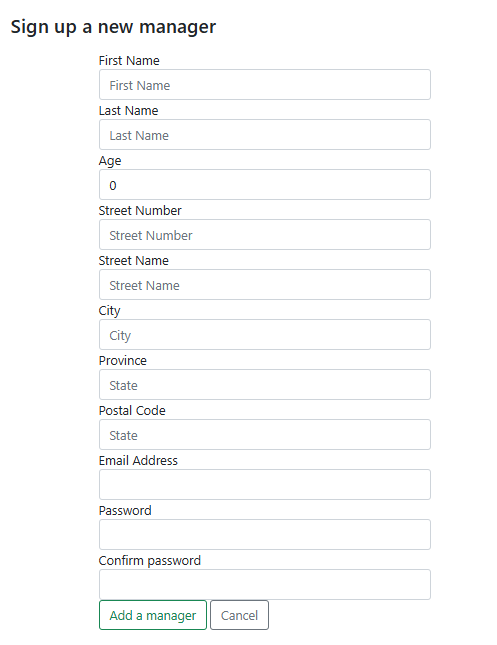 Sign up a new manager
First Name
First Name
Last Name
Last Name
Age
0
Street Number
Street Number
Street Name
Street Name
City
City
Province
State
Postal Code
State
Email Address
Password
Confirm password
Add a manager Cancel